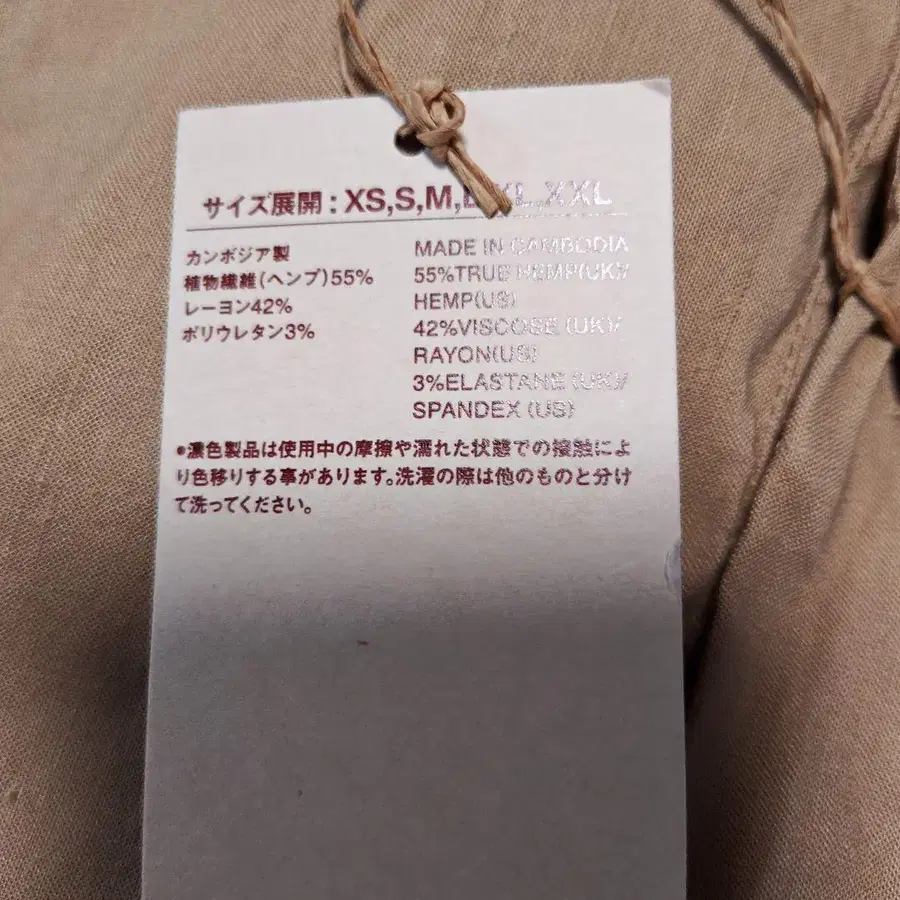 サイズ展開：XS,S,M,L,XL,XXL
カンボジア製
植物繊維(ヘンプ)55%
レーヨン42%
ポリウレタン3%
MADE IN CAMBODIA
55%TRUE HEMP(UK)/
HEMP(US)
42%VISCOSE (UK)/
RAYON(US)
3%ELASTANE (UK)/
SPANDEX (US)
●濃色製品は使用中の摩擦や濡れた状態での接触によ
り色移りする事があります。洗濯の際は他のものと分け
て洗ってください。